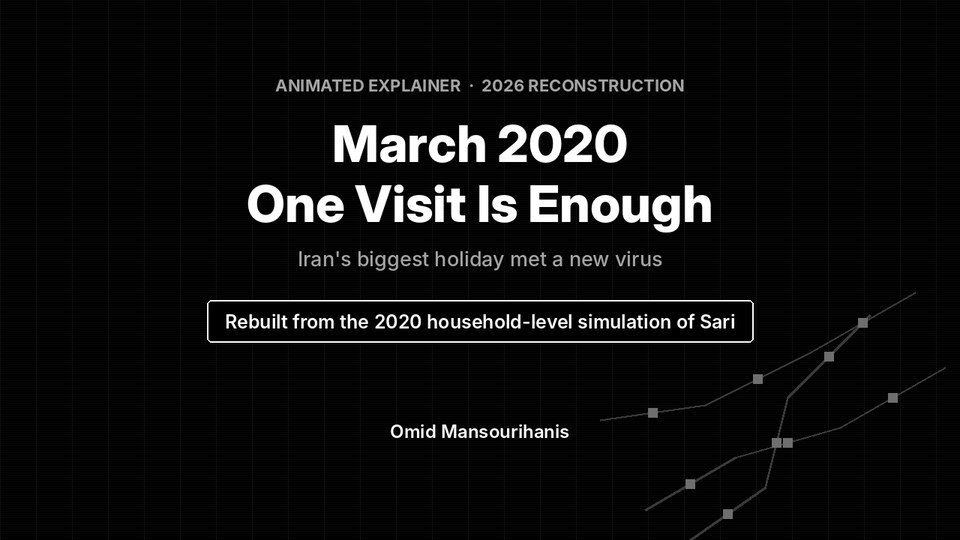 ANIMATED EXPLAINER · 2026 RECONSTRUCTION
March 2020
One Visit Is Enough
Iran's biggest holiday met a new virus
Rebuilt from the 2020 household-level simulation of Sari
Omid Mansourihanis